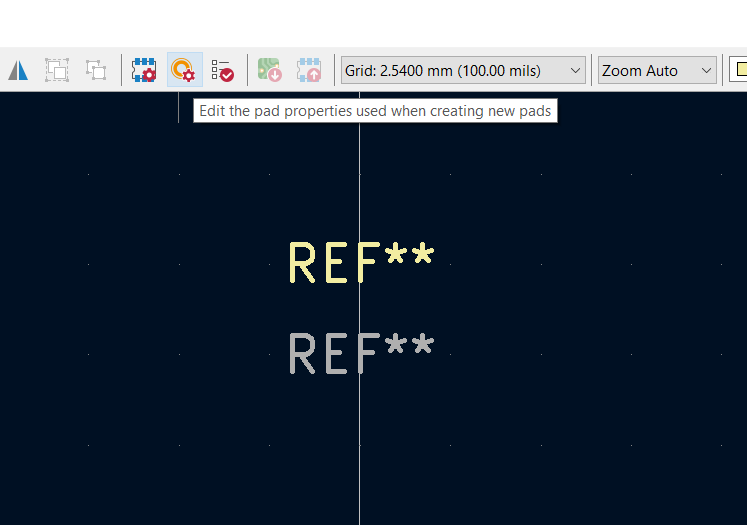 Grid: 2.5400 mm (100.00 mils)
Zoom Auto
Edit the pad properties used when creating new pads
REF**
REF**